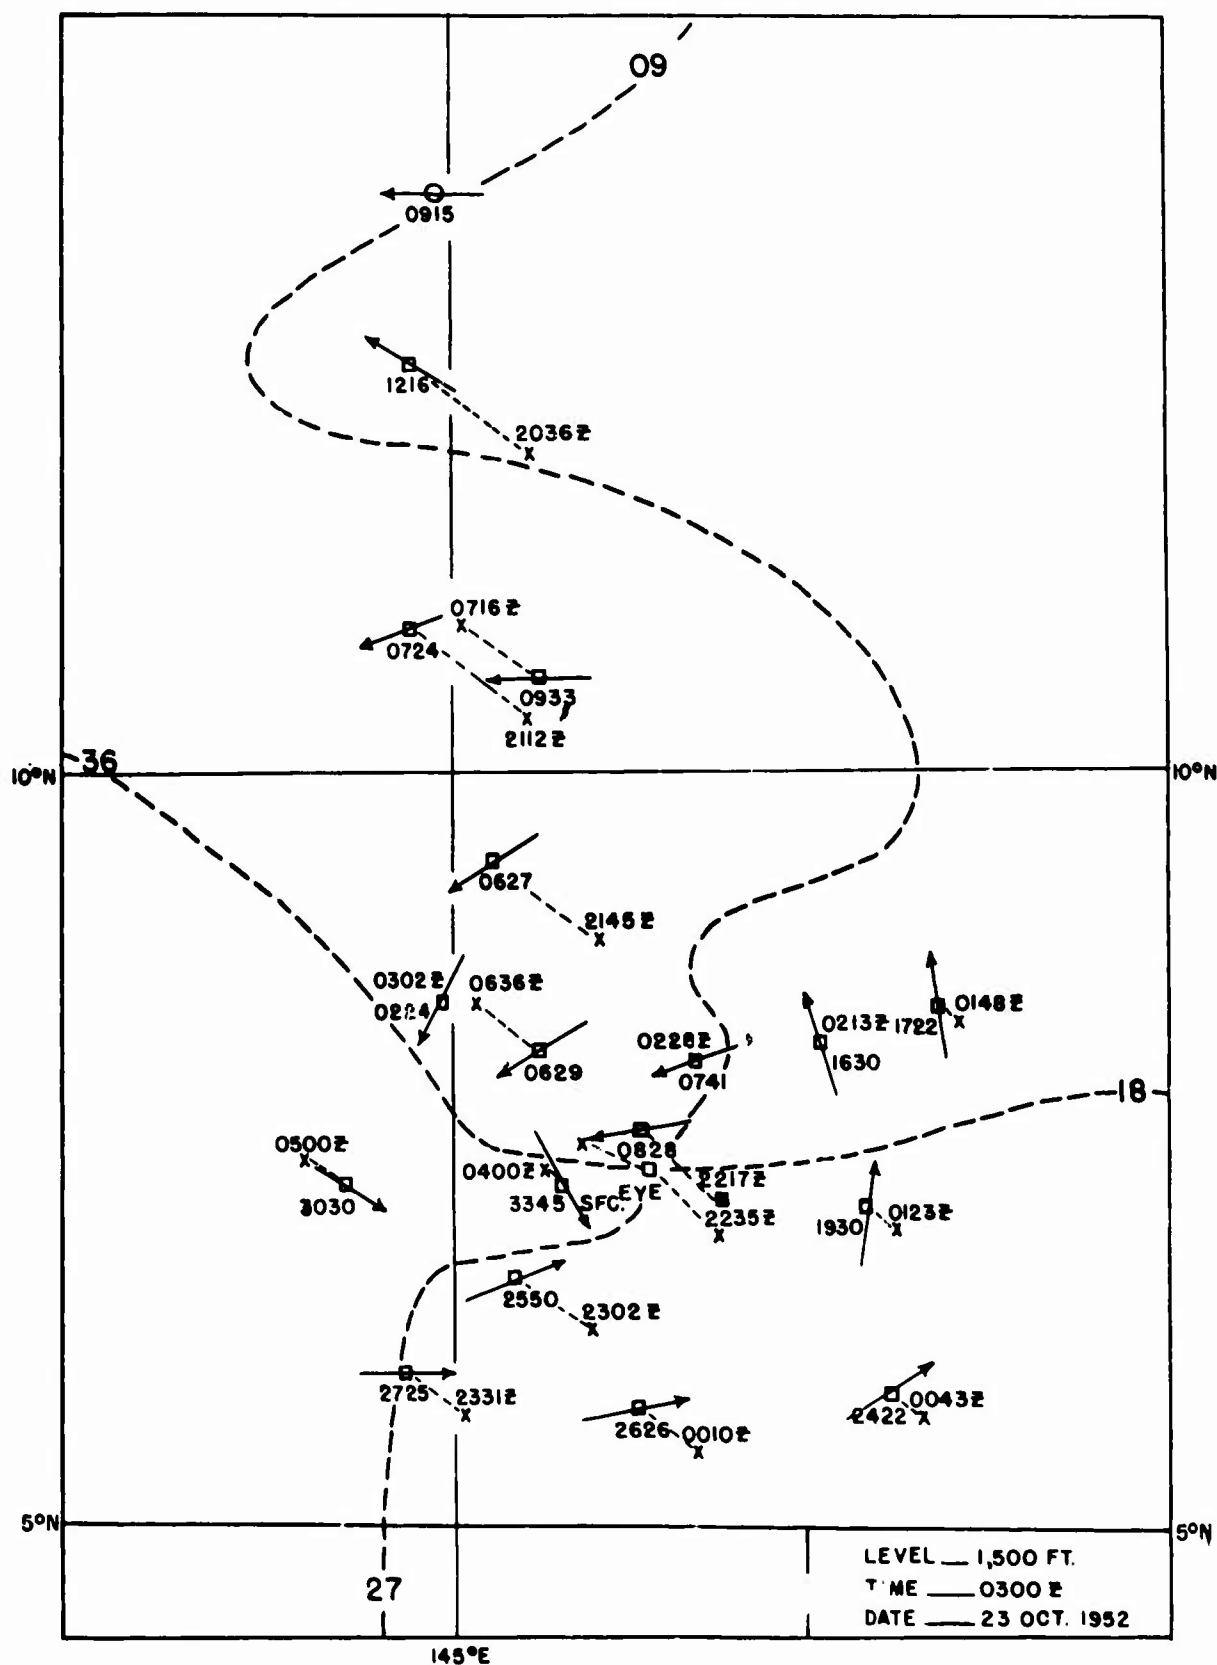 09
0915
1216
2036Z
0716Z
0724
0933
2112Z
36
10°N
10°N
0627
2145Z
0302Z
0636Z
0224
0148Z
0213Z
1722
0228Z
1630
0629
0741
18
0500Z
0828
0400Z
2217Z
3030
3345 SFC. EYE
2235Z
1930
0123Z
2550
2302Z
2725
2331Z
0043Z
2422
2626
0010Z
5°N
5°N
LEVEL — 1,500 FT.
TIME — 0300Z
DATE — 23 OCT. 1952
27
145°E